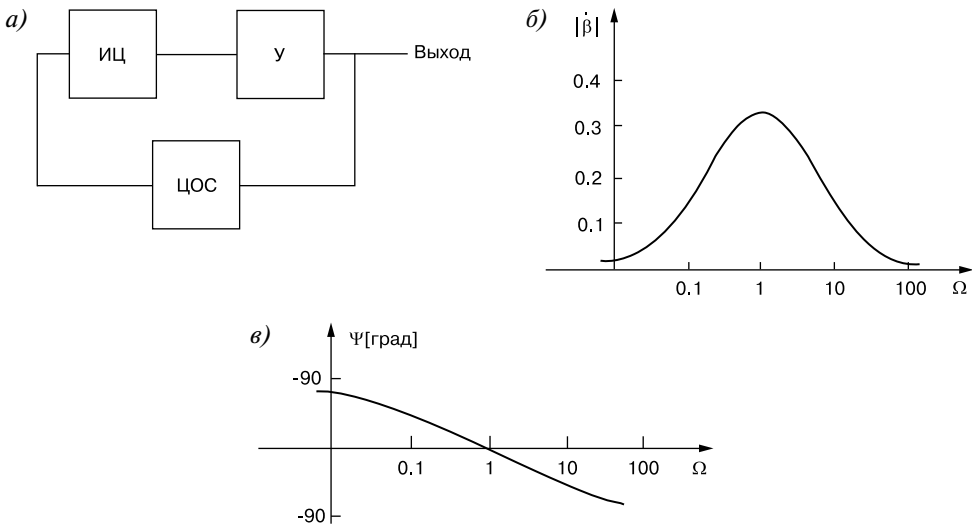 а)
ИЦ
У
Выход
ЦОС
б)
|β̇|
0.4
0.3
0.2
0.1
0.1 1 10 100 Ω
в)
Ψ[град]
-90
0.1 1 10 100 Ω
-90